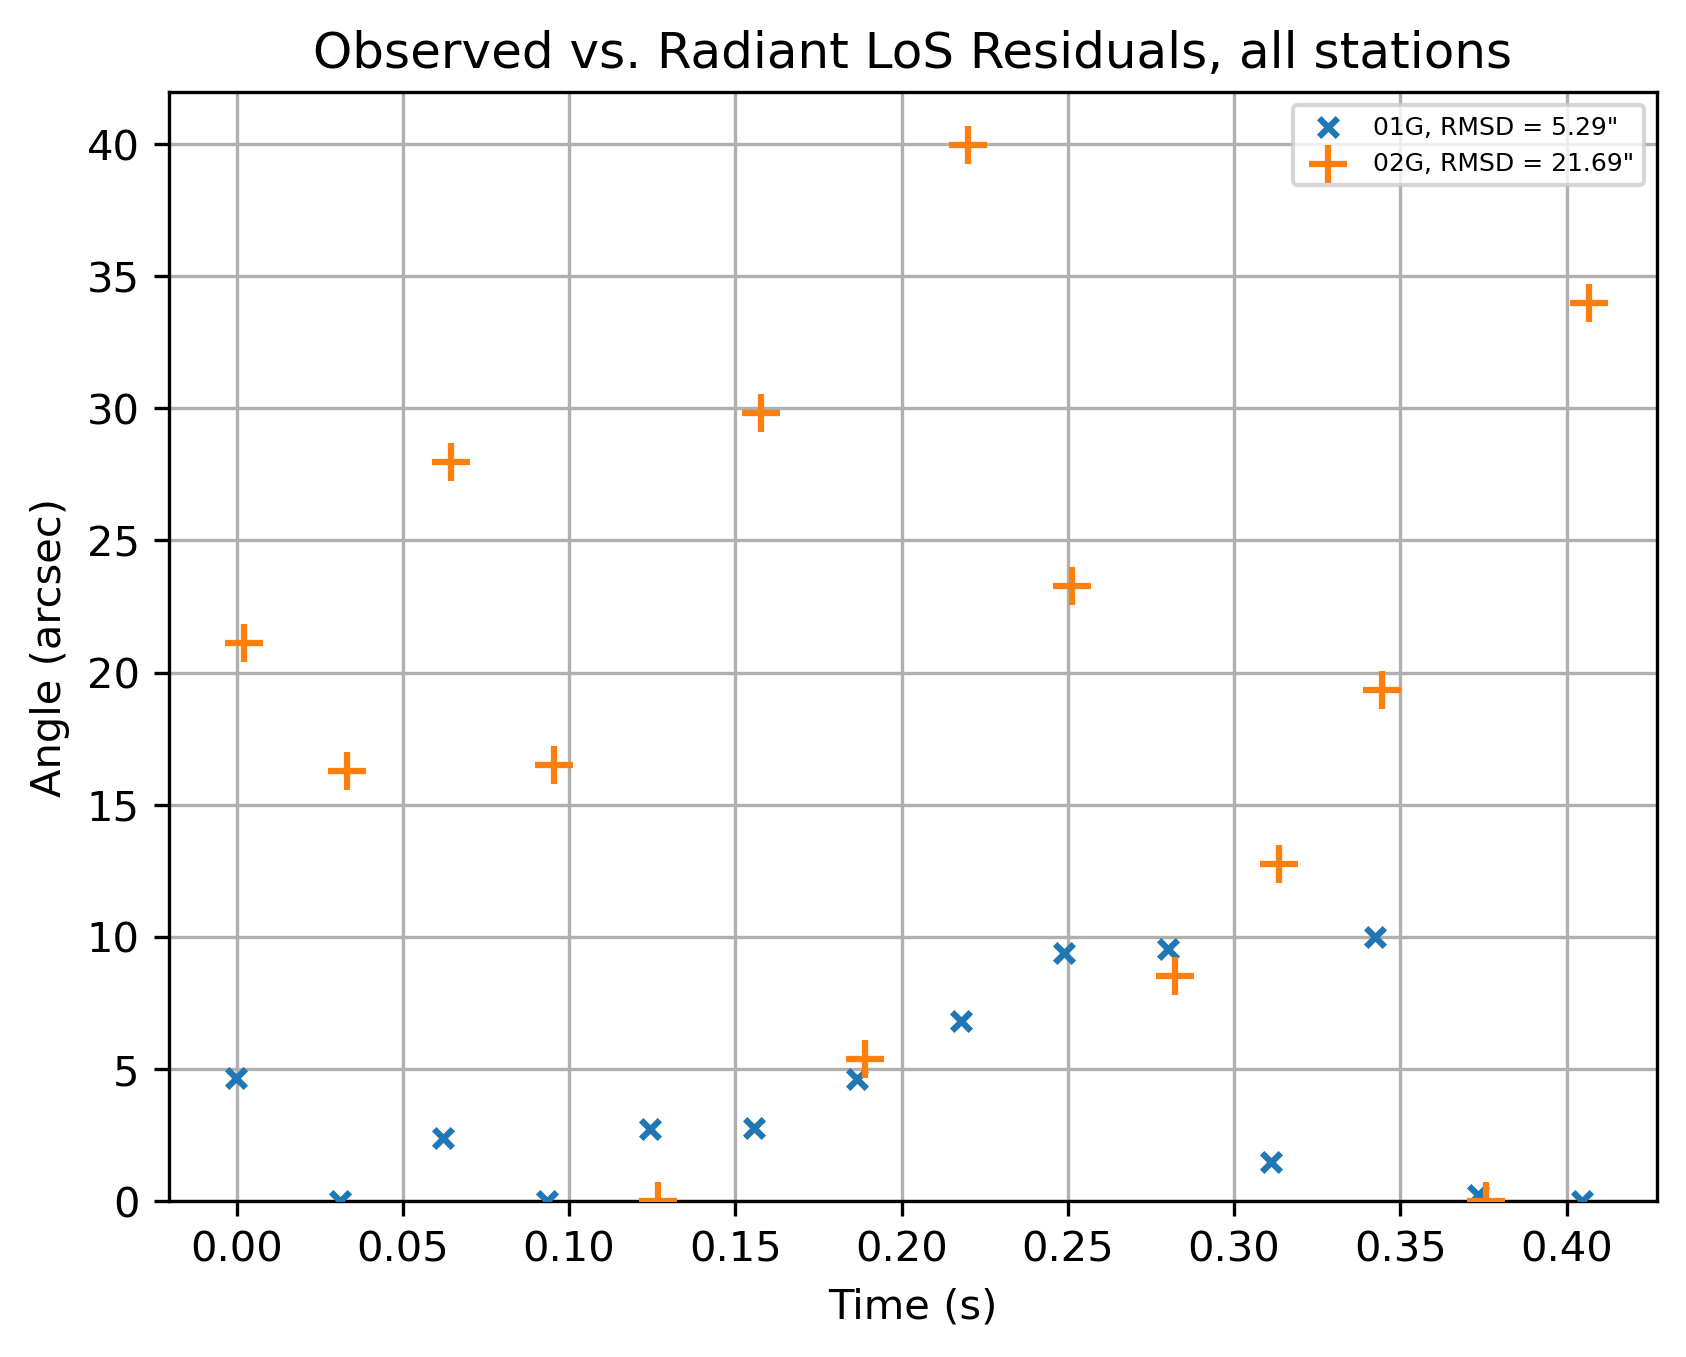 Observed vs. Radiant LoS Residuals, all stations
01G, RMSD = 5.29"
02G, RMSD = 21.69"
40
35
30
25
20
15
10
5
0
Angle (arcsec)
0.00 0.05 0.10 0.15 0.20 0.25 0.30 0.35 0.40
Time (s)